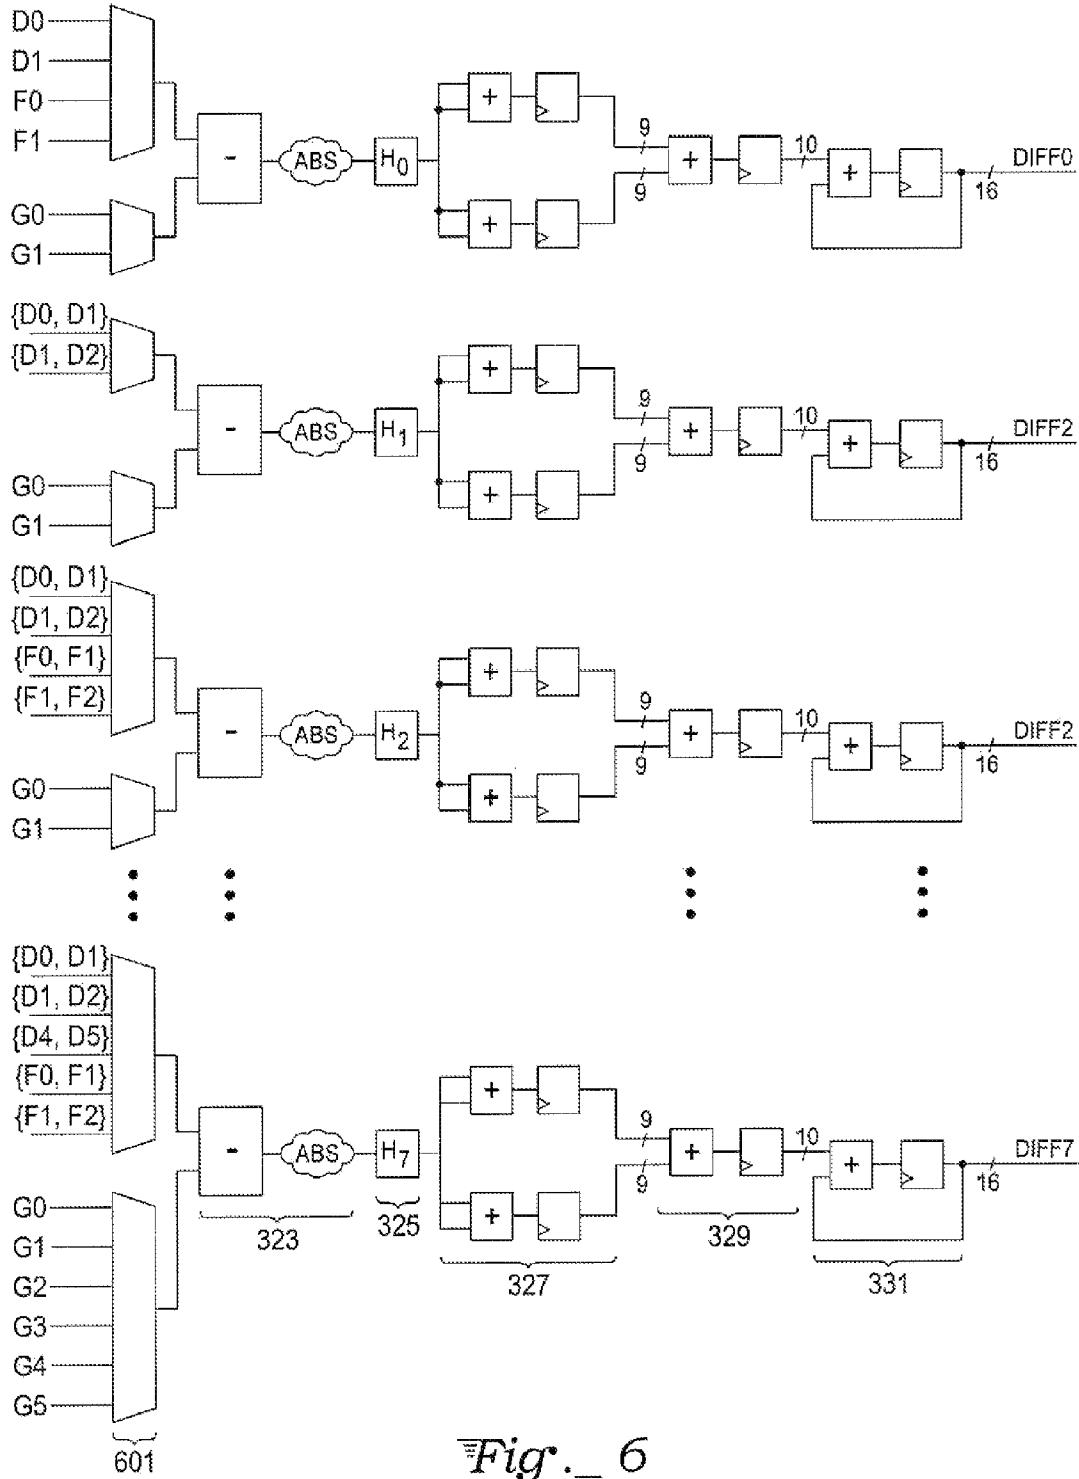 D0
D1
F0
F1
G0
G1
-
ABS
H0
+
+
9
9
+
10
+
16
DIFF0
{D0, D1}
{D1, D2}
G0
G1
-
ABS
H1
+
+
9
9
+
10
+
16
DIFF2
{D0, D1}
{D1, D2}
{F0, F1}
{F1, F2}
G0
G1
-
ABS
H2
+
+
9
9
+
10
+
16
DIFF2
{D0, D1}
{D1, D2}
{D4, D5}
{F0, F1}
{F1, F2}
G0
G1
G2
G3
G4
G5
-
ABS
H7
+
+
9
9
+
10
+
16
DIFF7
323
325
327
329
331
601
Fig._ 6